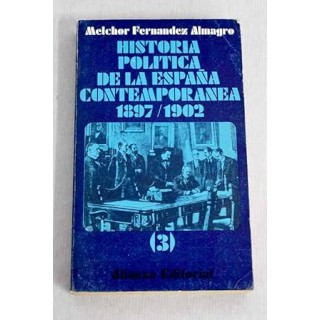 Melchor Fernandez Almagro
HISTORIA
POLITICA
DE LA ESPAÑA
CONTEMPORANEA
1897/1902
(3)
Alianza Editorial